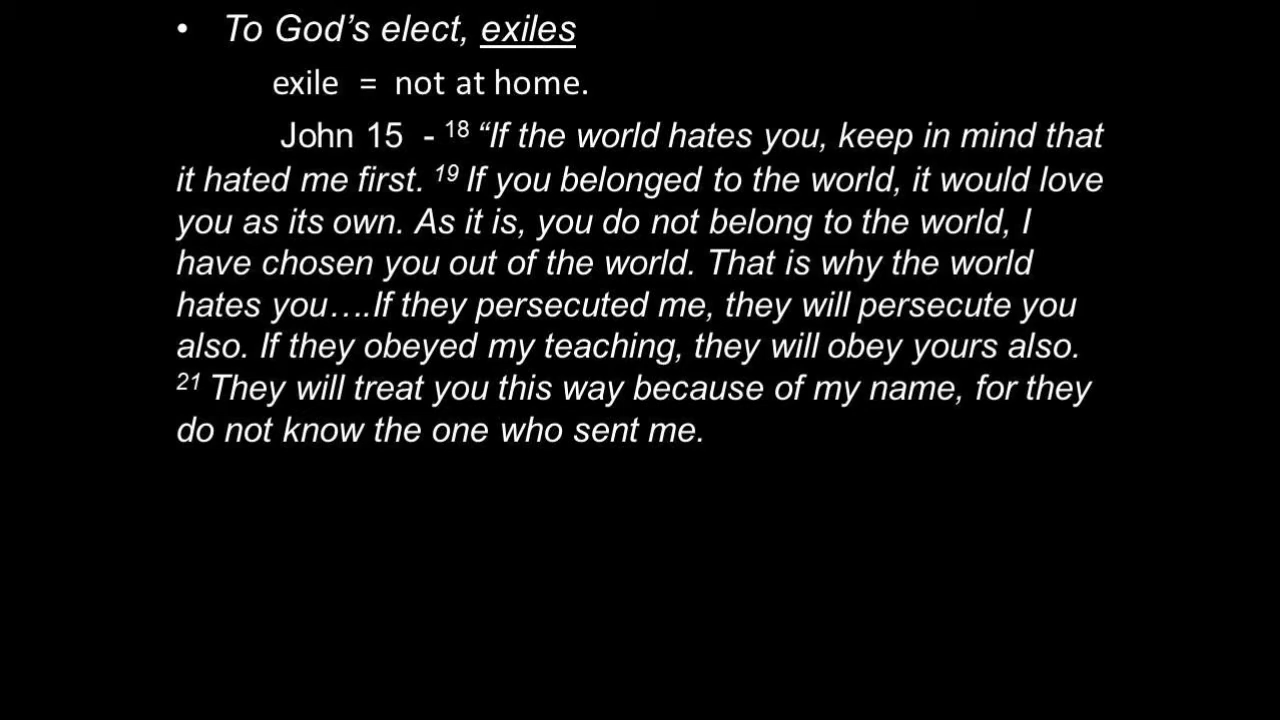 • To God’s elect, exiles
exile = not at home.
John 15 - 18 “If the world hates you, keep in mind that
it hated me first. 19 If you belonged to the world, it would love
you as its own. As it is, you do not belong to the world, I
have chosen you out of the world. That is why the world
hates you….If they persecuted me, they will persecute you
also. If they obeyed my teaching, they will obey yours also.
21 They will treat you this way because of my name, for they
do not know the one who sent me.